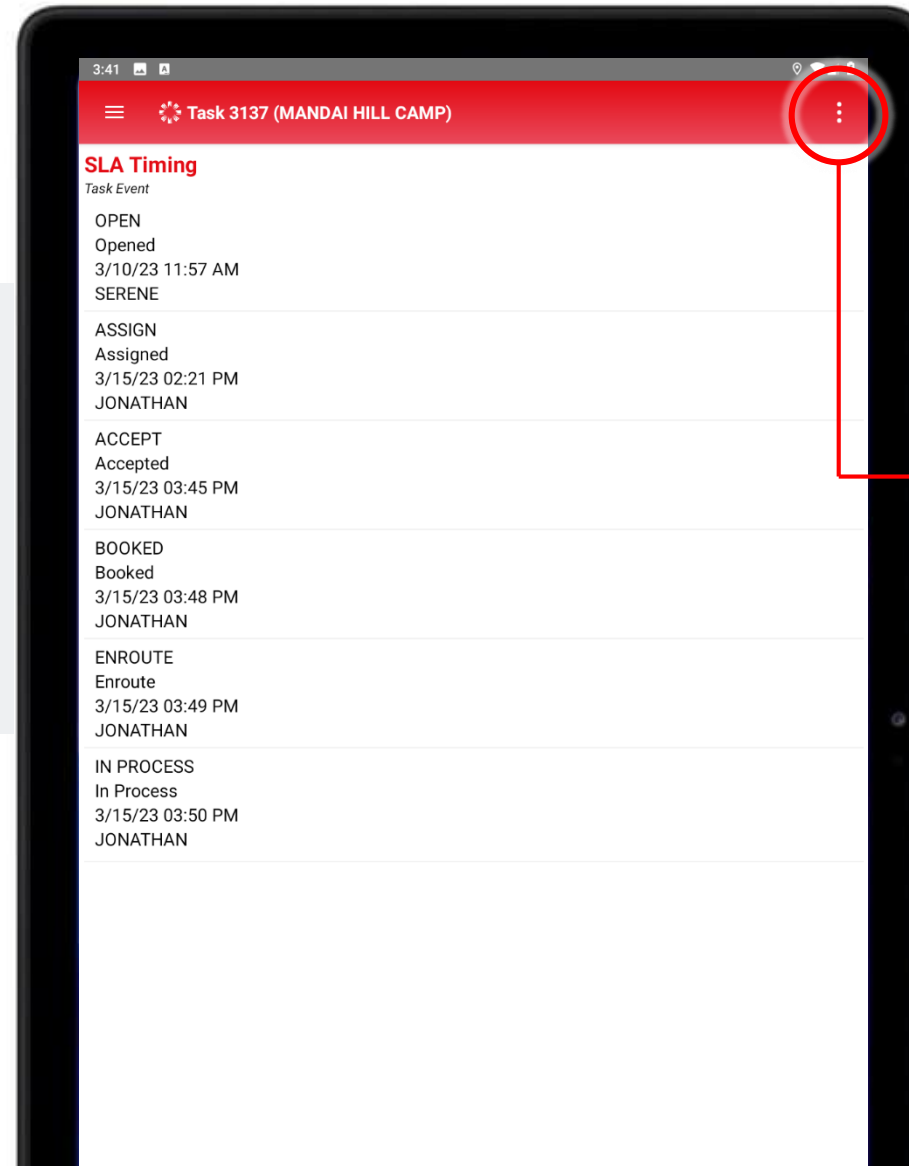 3:41
Task 3137 (MANDAI HILL CAMP)
SLA Timing
Task Event
OPEN
Opened
3/10/23 11:57 AM
SERENE
ASSIGN
Assigned
3/15/23 02:21 PM
JONATHAN
ACCEPT
Accepted
3/15/23 03:45 PM
JONATHAN
BOOKED
Booked
3/15/23 03:48 PM
JONATHAN
ENROUTE
Enroute
3/15/23 03:49 PM
JONATHAN
IN PROCESS
In Process
3/15/23 03:50 PM
JONATHAN